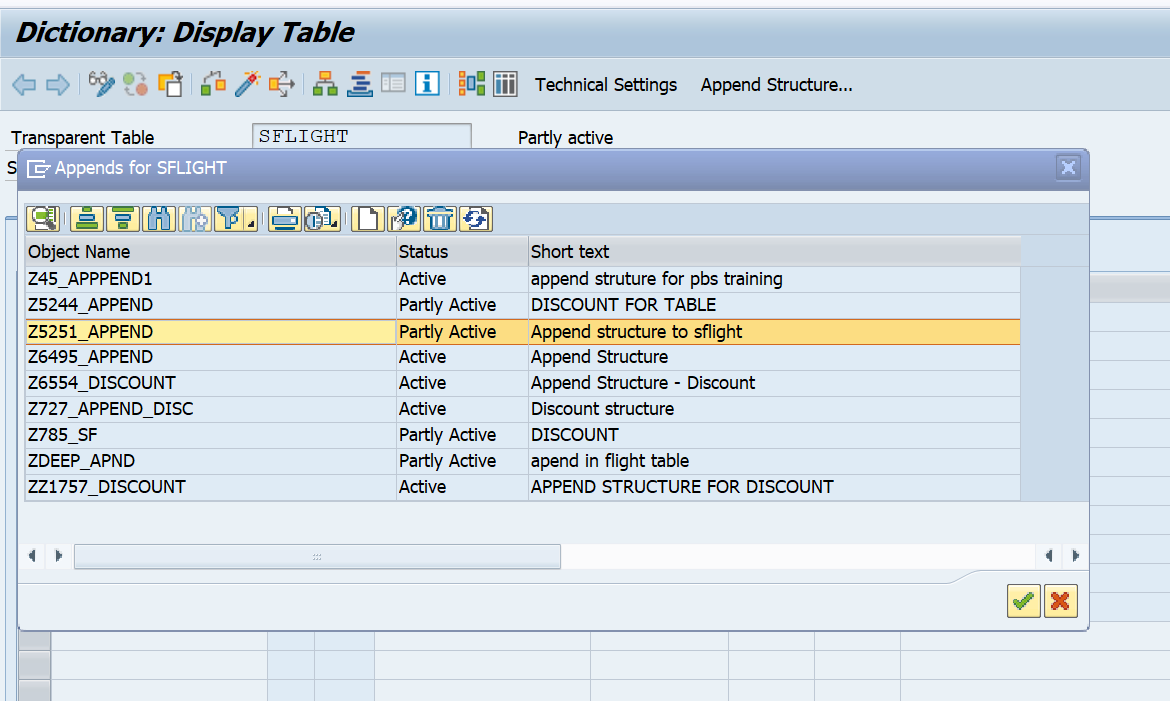 Dictionary: Display Table
Technical Settings Append Structure...
Transparent Table SFLIGHT Partly active
S
Appends for SFLIGHT
Object Name Status Short text
Z45_APPPEND1 Active append struture for pbs training
Z5244_APPEND Partly Active DISCOUNT FOR TABLE
Z5251_APPEND Partly Active Append structure to sflight
Z6495_APPEND Active Append Structure
Z6554_DISCOUNT Active Append Structure - Discount
Z727_APPEND_DISC Active Discount structure
Z785_SF Partly Active DISCOUNT
ZDEEP_APND Partly Active apend in flight table
ZZ1757_DISCOUNT Active APPEND STRUCTURE FOR DISCOUNT